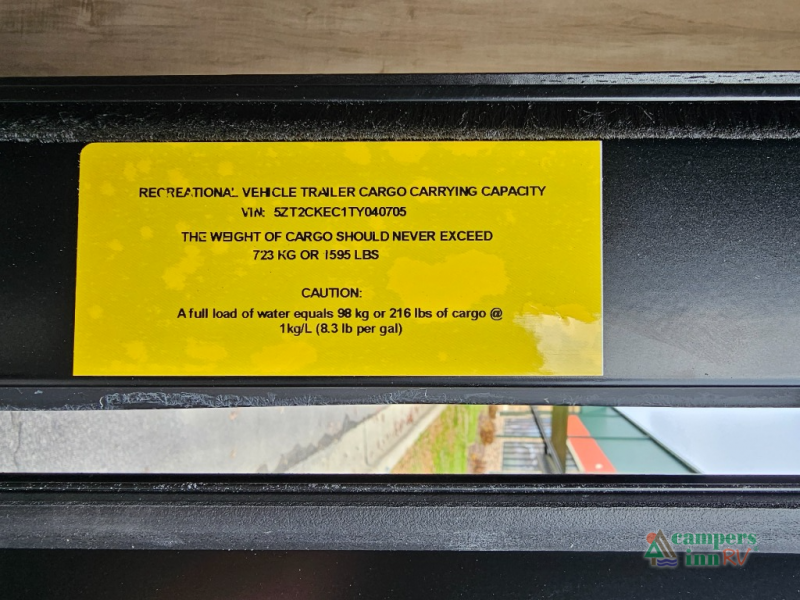 RECREATIONAL VEHICLE TRAILER CARGO CARRYING CAPACITY
VIN: 5ZT2CKEC1TY040705
THE WEIGHT OF CARGO SHOULD NEVER EXCEED
723 KG OR 1595 LBS
CAUTION:
A full load of water equals 98 kg or 216 lbs of cargo @
1kg/L (8.3 lb per gal)
campers
inn RV